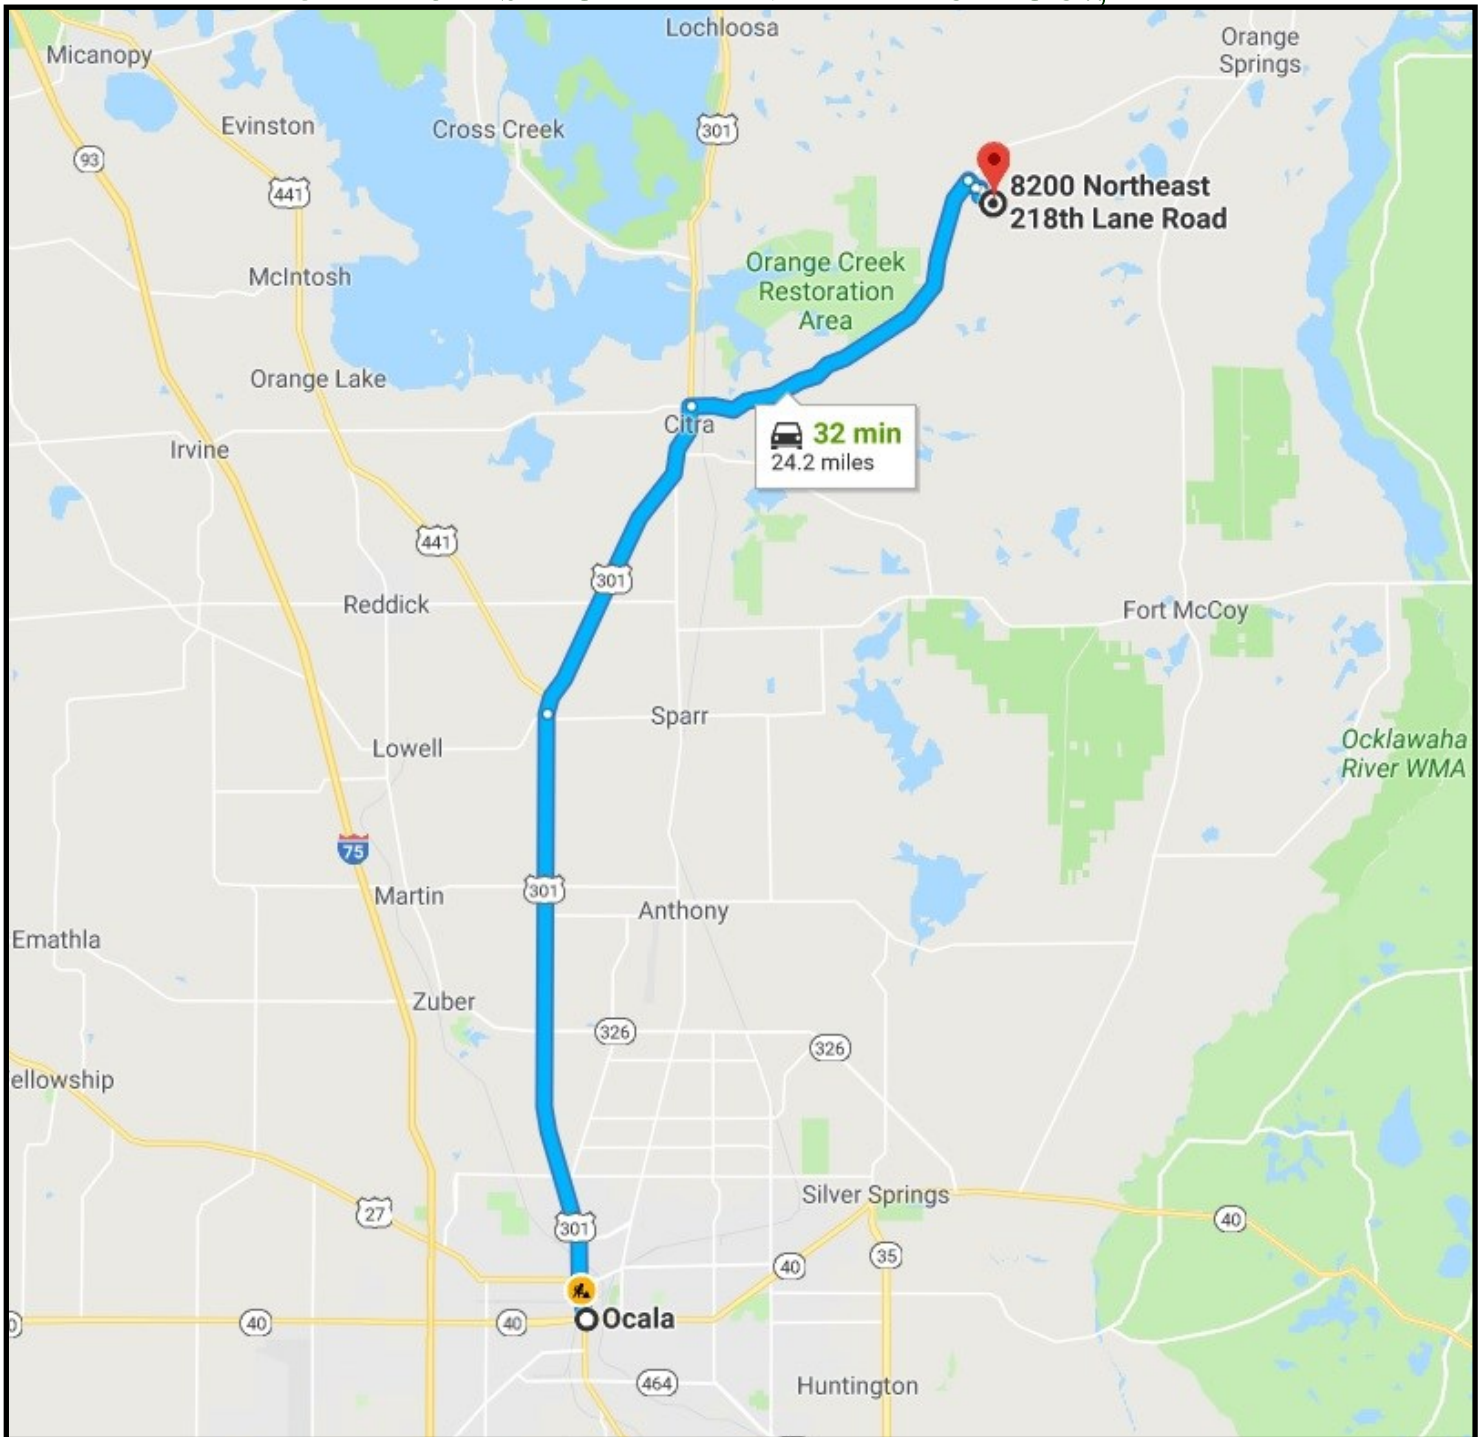 Lochloosa
Orange
Springs
Micanopy
Evinston
Cross Creek
301
93
441
8200 Northeast
218th Lane Road
McIntosh
Orange Creek
Restoration
Area
Orange Lake
Citra
32 min
24.2 miles
Irvine
441
301
Reddick
Fort McCoy
Sparr
Lowell
Ocklawaha
River WMA
75
301
Martin
Anthony
Emathla
Zuber
326
326
ellowship
Silver Springs
27
301
40
35
40
Ocala
40
40
464
Huntington